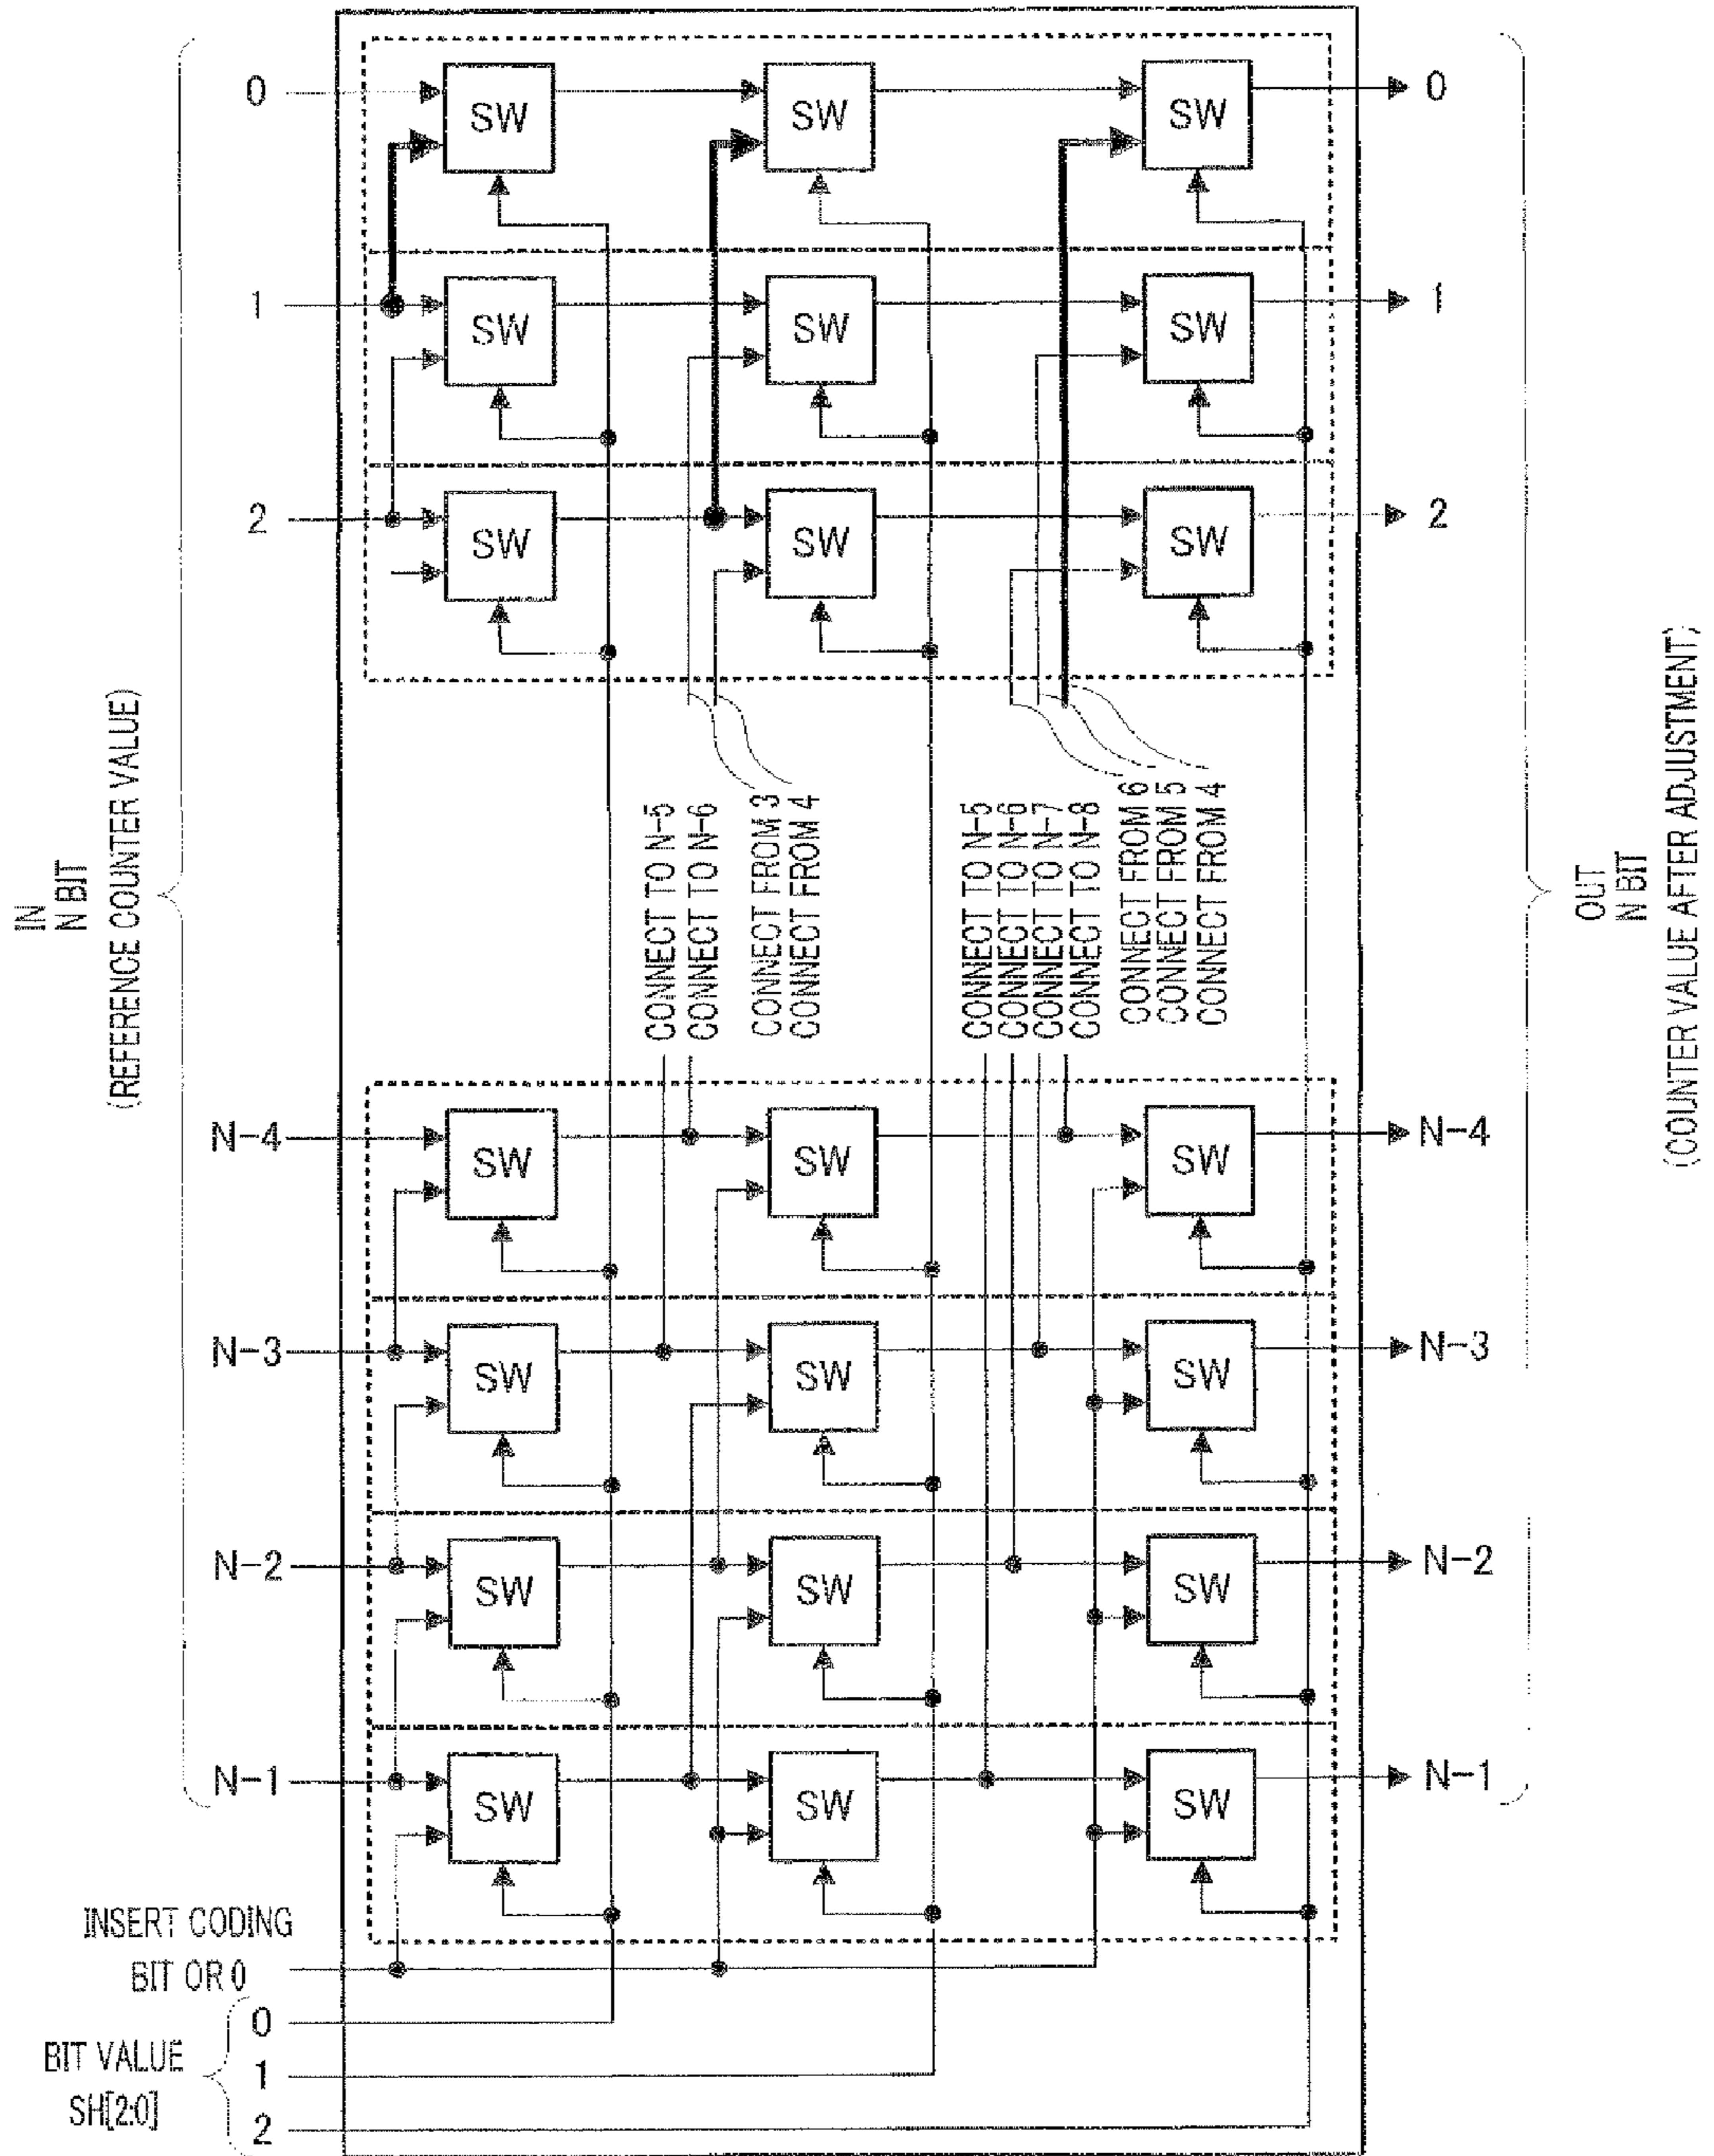 0
SW
SW
SW
0
1
SW
SW
SW
1
2
SW
SW
SW
2
IN
N BIT
(REFERENCE COUNTER VALUE)
CONNECT TO N-5
CONNECT TO N-6
CONNECT FROM 3
CONNECT FROM 4
CONNECT TO N-5
CONNECT TO N-6
CONNECT TO N-7
CONNECT TO N-8
CONNECT FROM 6
CONNECT FROM 5
CONNECT FROM 4
OUT
N BIT
(COUNTER VALUE AFTER ADJUSTMENT)
N-4
SW
SW
SW
N-4
N-3
SW
SW
SW
N-3
N-2
SW
SW
SW
N-2
N-1
SW
SW
SW
N-1
INSERT CODING
BIT OR 0
BIT VALUE
SH[2:0]
0
1
2